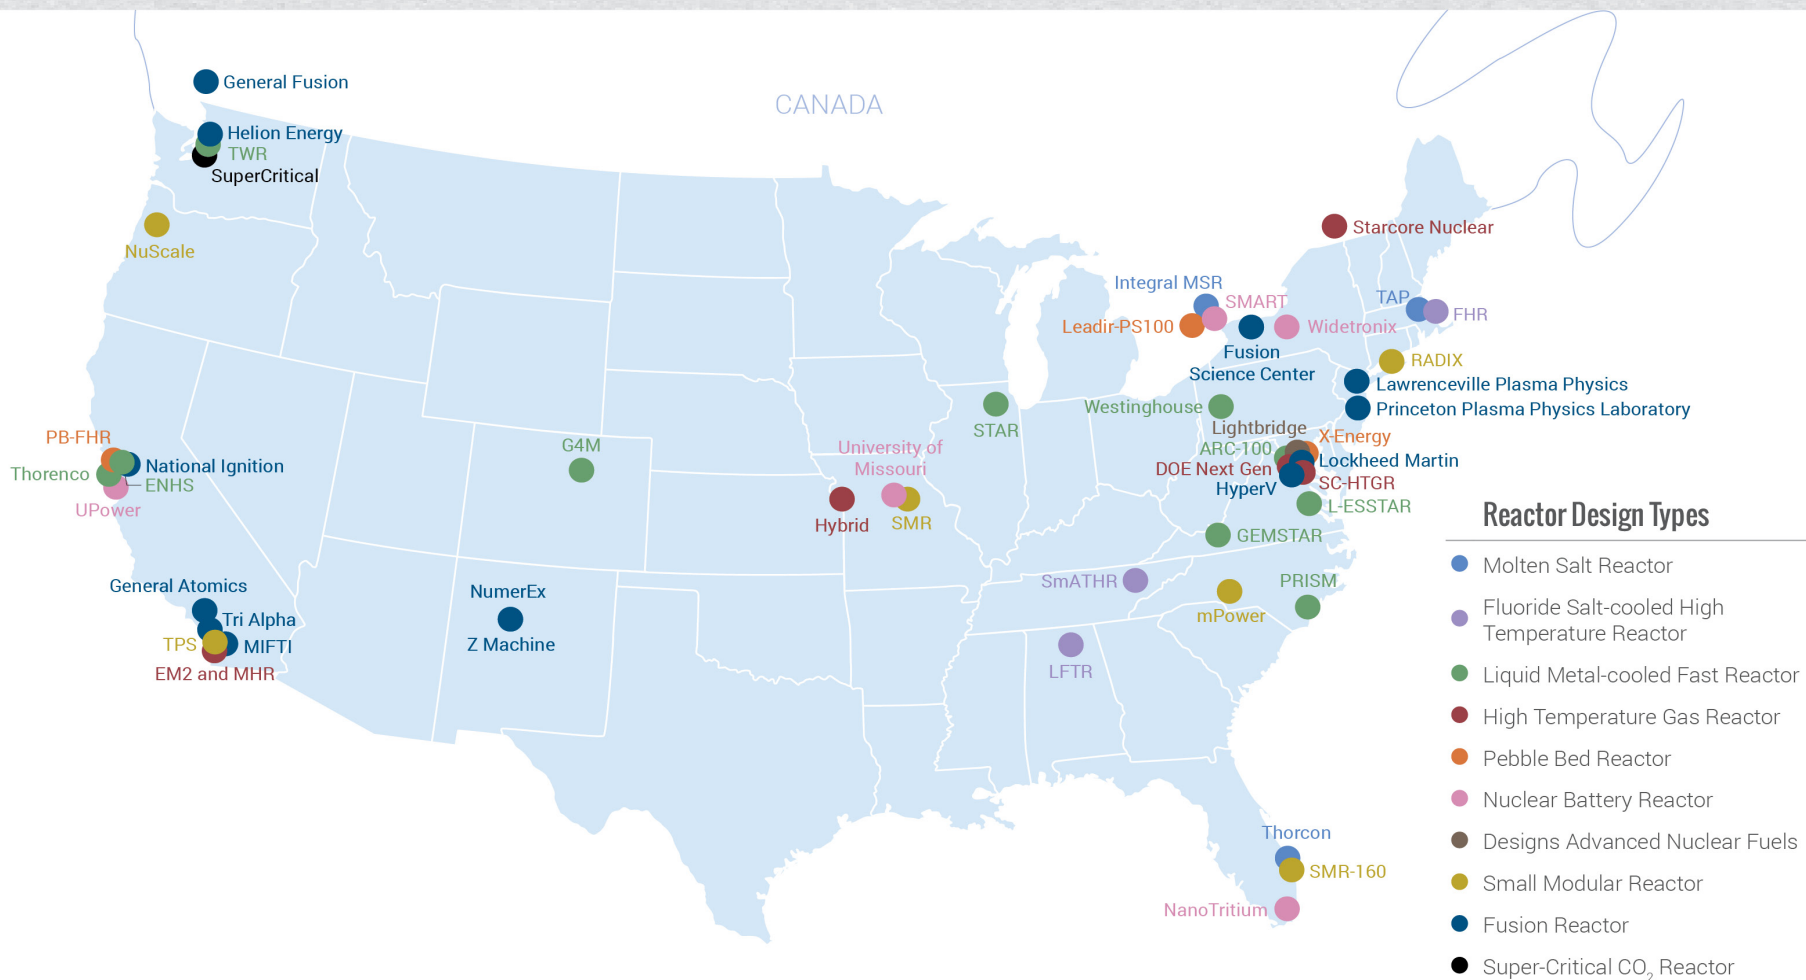 CANADA
General Fusion
Helion Energy
TWR
SuperCritical
NuScale
Starcore Nuclear
Integral MSR
SMART
Leadir-PS100
Widetronix
Fusion
Science Center
TAP
FHR
RADIX
Lawrenceville Plasma Physics
Princeton Plasma Physics Laboratory
Westinghouse
STAR
Lightbridge
X-Energy
ARC-100
Lockheed Martin
DOE Next Gen
SC-HTGR
HyperV
L-ESSTAR
GEMSTAR
PB-FHR
National Ignition
Thorenco
ENHS
UPower
G4M
University of
Missouri
Hybrid
SMR
General Atomics
Tri Alpha
TPS
MIFTI
EM2 and MHR
NumerEx
Z Machine
SmATHR
mPower
PRISM
LFTR
Thorcon
SMR-160
NanoTritium
Reactor Design Types
Molten Salt Reactor
Fluoride Salt-cooled High
Temperature Reactor
Liquid Metal-cooled Fast Reactor
High Temperature Gas Reactor
Pebble Bed Reactor
Nuclear Battery Reactor
Designs Advanced Nuclear Fuels
Small Modular Reactor
Fusion Reactor
Super-Critical CO₂ Reactor